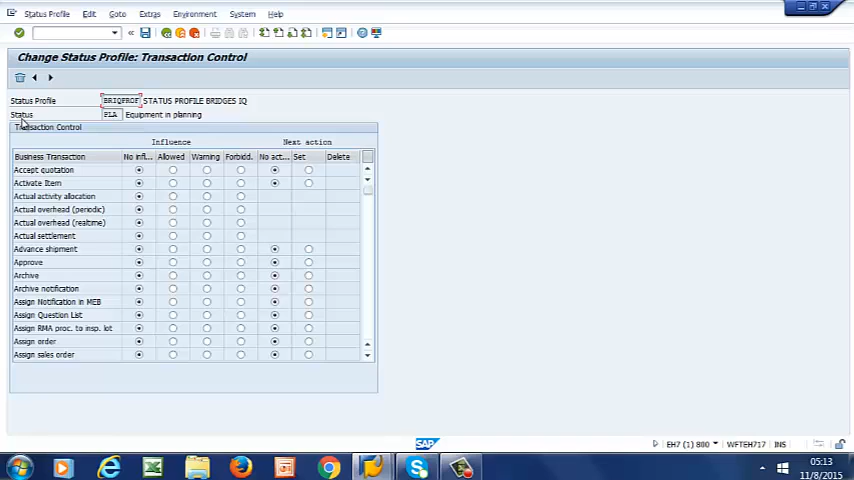 Status Profile Edit Goto Extras Environment System Help
Change Status Profile: Transaction Control
Status Profile BRIQPROF STATUS PROFILE BRIDGES IQ
Status PLA Equipment in planning
Transaction Control
Influence Next action
Business Transaction No infl... Allowed Warning Forbidd. No act... Set Delete
Accept quotation
Activate Item
Actual activity allocation
Actual overhead (periodic)
Actual overhead (realtime)
Actual settlement
Advance shipment
Approve
Archive
Archive notification
Assign Notification in MEB
Assign Question List
Assign RMA proc. to insp. lot
Assign order
Assign sales order
SAP
EH7 (1) 800 WFTEH717 INS
05:13
11/8/2015